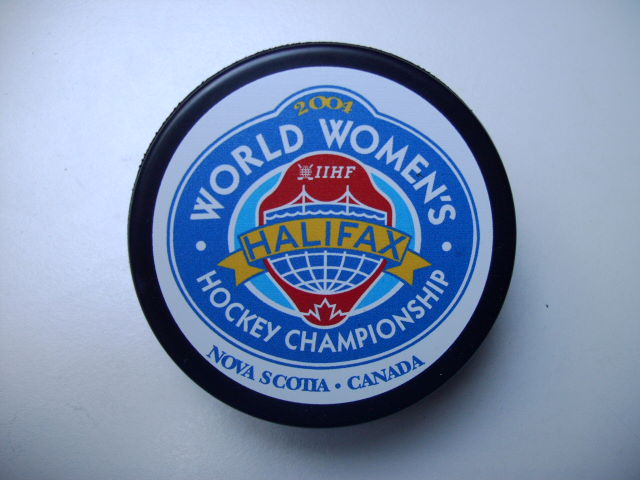 2004
WORLD WOMEN'S
IIHF
HALIFAX
HOCKEY CHAMPIONSHIP
NOVA SCOTIA • CANADA